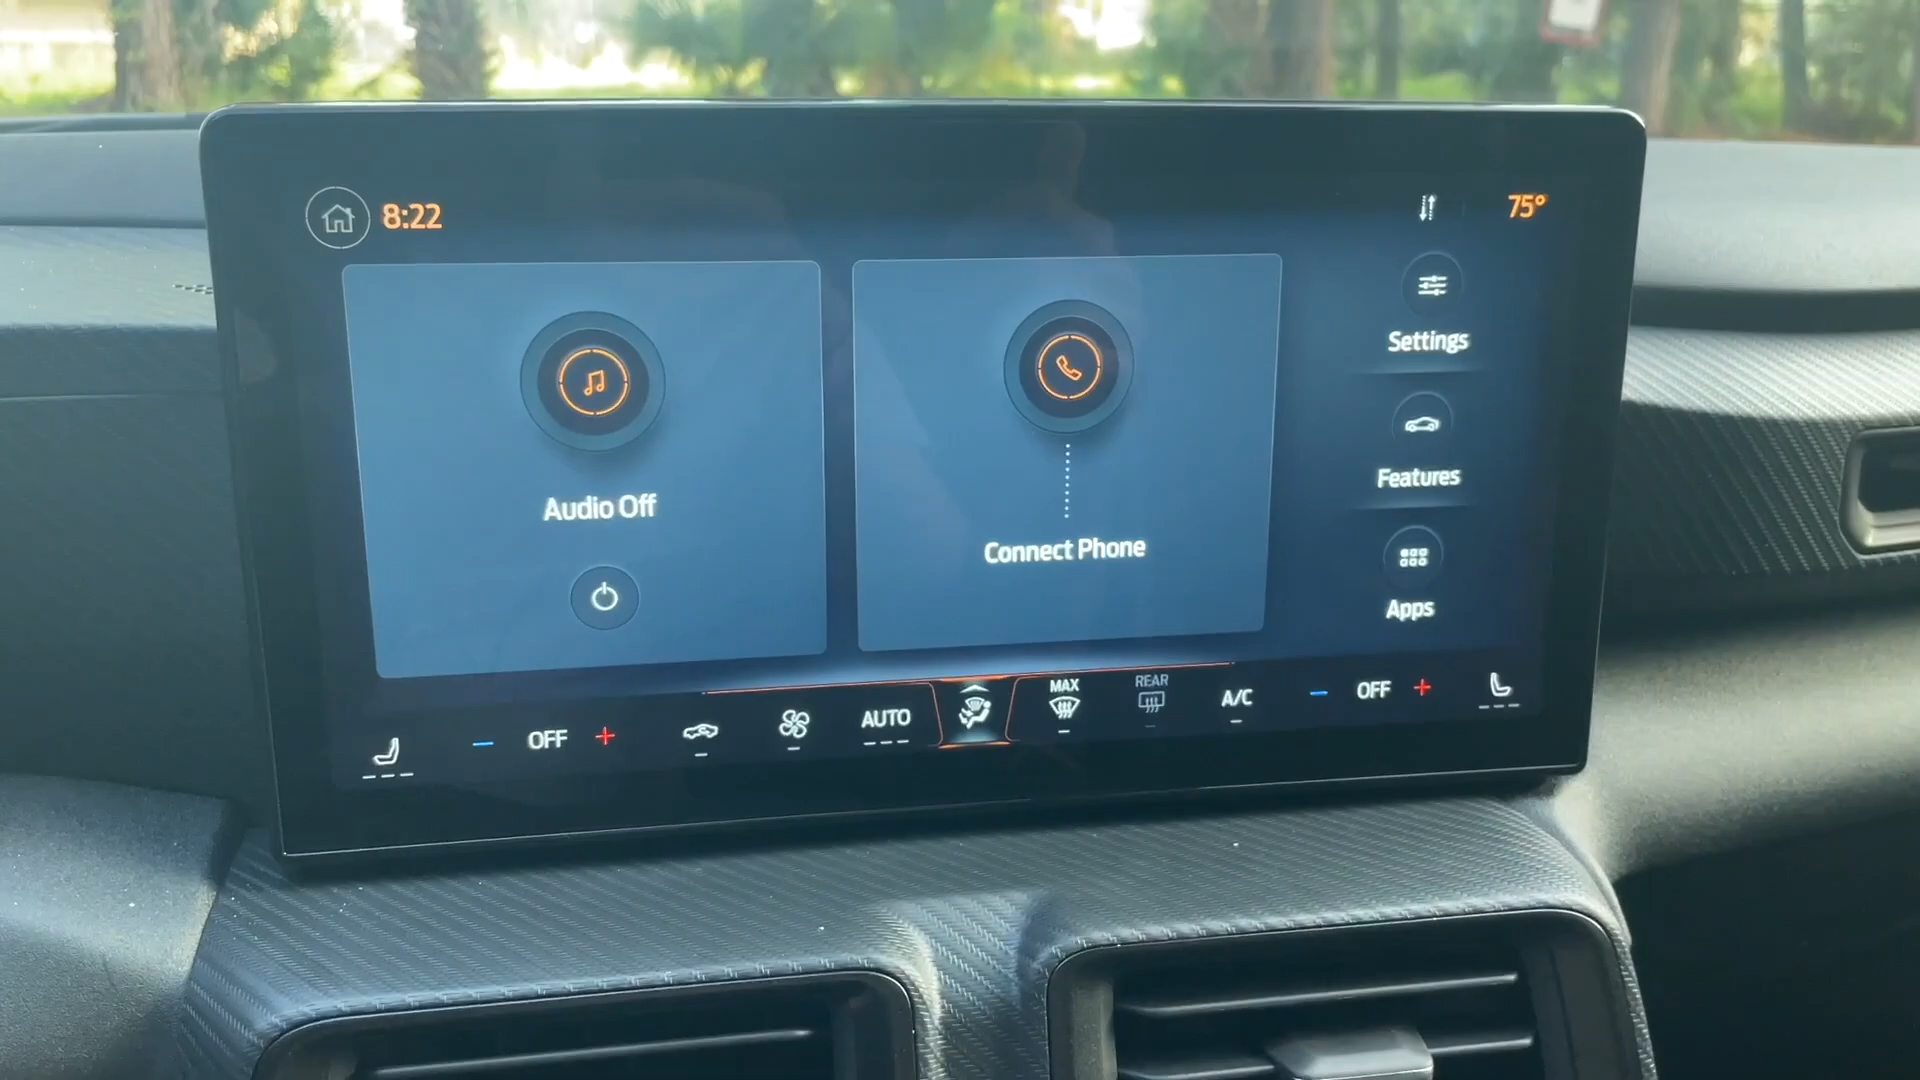 8:22
75°
Audio Off
Connect Phone
Settings
Features
Apps
OFF
AUTO
MAX
REAR
A/C
OFF